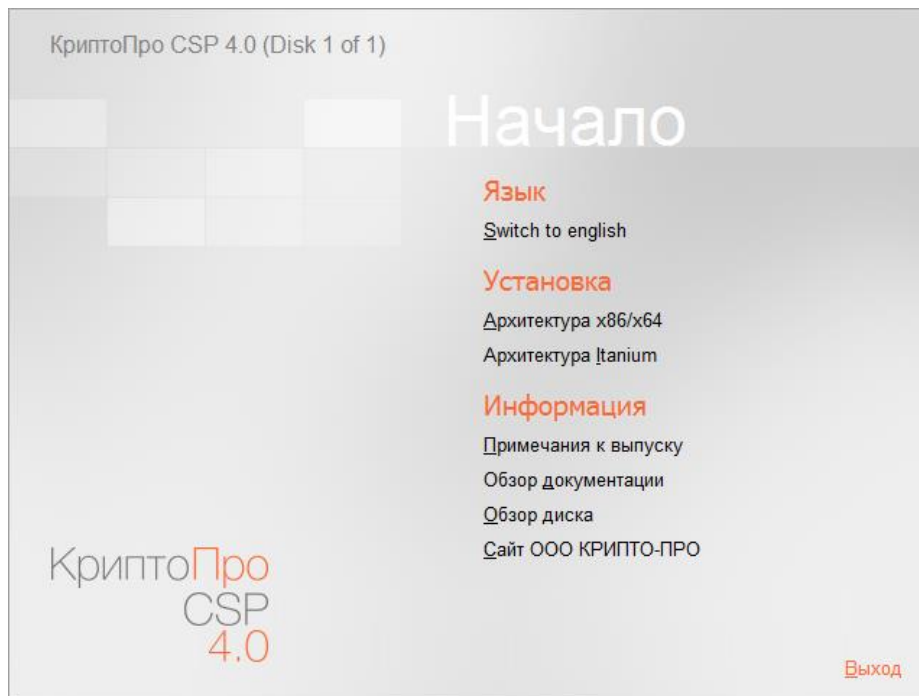 КриптоПро CSP 4.0 (Disk 1 of 1)
Начало
Язык
Switch to english
Установка
Архитектура x86/x64
Архитектура Itanium
Информация
Примечания к выпуску
Обзор документации
Обзор диска
Сайт ООО КРИПТО-ПРО
КриптоПро
CSP
4.0
Выход